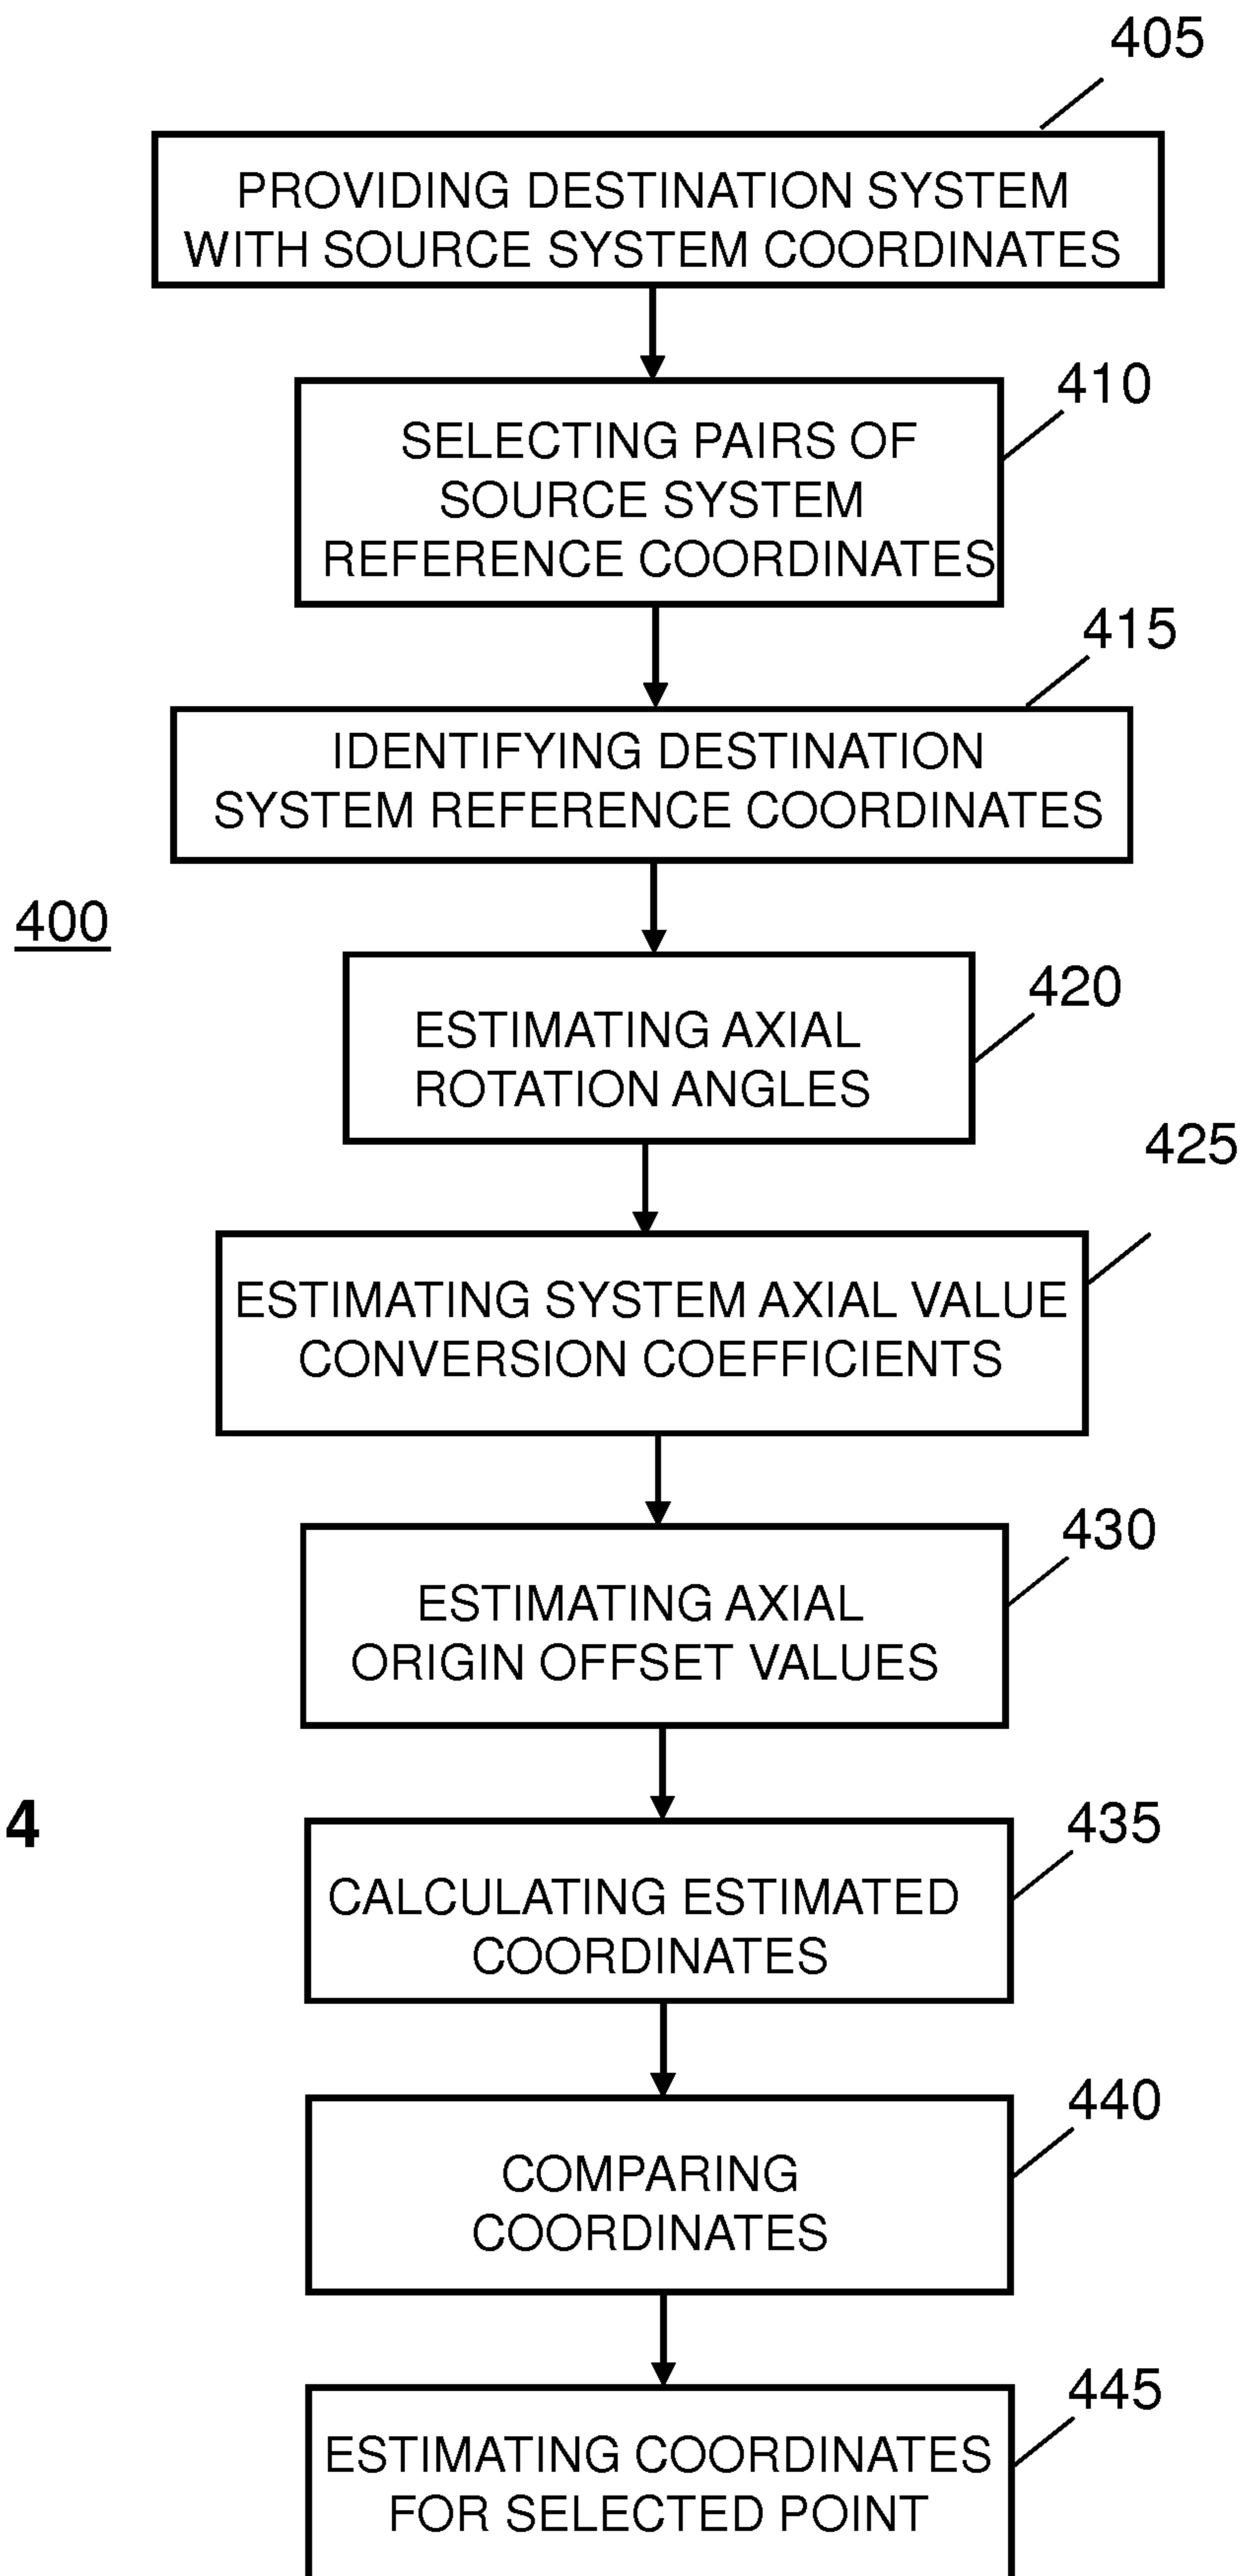 405
PROVIDING DESTINATION SYSTEM
WITH SOURCE SYSTEM COORDINATES
410
SELECTING PAIRS OF
SOURCE SYSTEM
REFERENCE COORDINATES
415
IDENTIFYING DESTINATION
SYSTEM REFERENCE COORDINATES
400
420
ESTIMATING AXIAL
ROTATION ANGLES
425
ESTIMATING SYSTEM AXIAL VALUE
CONVERSION COEFFICIENTS
430
ESTIMATING AXIAL
ORIGIN OFFSET VALUES
4
435
CALCULATING ESTIMATED
COORDINATES
440
COMPARING
COORDINATES
445
ESTIMATING COORDINATES
FOR SELECTED POINT